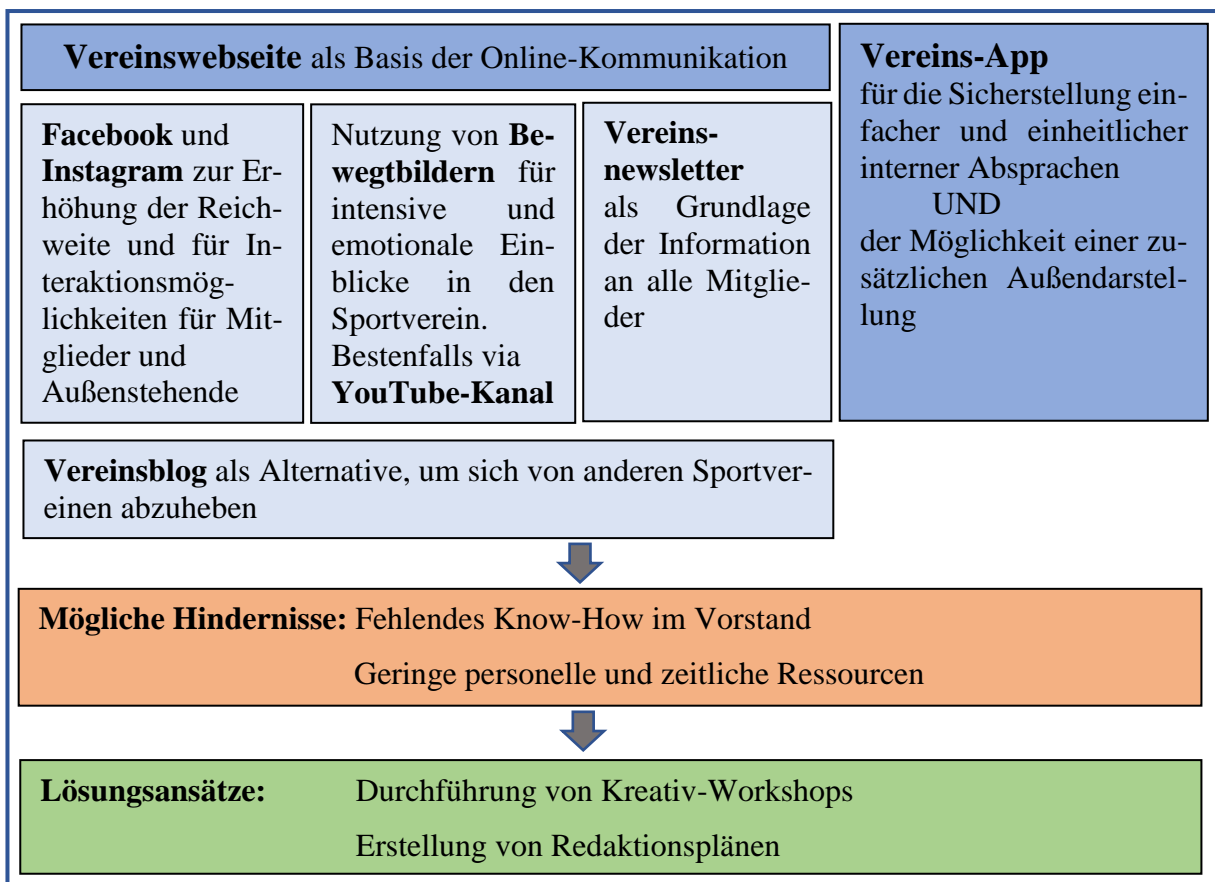 Vereinswebseite als Basis der Online-Kommunikation
Facebook und
Instagram zur Er-
höhung der Reich-
weite und für In-
teraktionsmög-
lichkeiten für Mit-
glieder und
Außenstehende
Nutzung von Be-
wegtbildern für
intensive und
emotionale Ein-
blicke in den
Sportverein.
Bestenfalls via
YouTube-Kanal
Vereins-
newsletter
als Grundlage
der Information
an alle Mitglie-
der
Vereins-App
für die Sicherstellung ein-
facher und einheitlicher
interner Absprachen
UND
der Möglichkeit einer zu-
sätzlichen Außendarstel-
lung
Vereinsblog als Alternative, um sich von anderen Sportver-
einen abzuheben
Mögliche Hindernisse: Fehlendes Know-How im Vorstand
Geringe personelle und zeitliche Ressourcen
Lösungsansätze: Durchführung von Kreativ-Workshops
Erstellung von Redaktionsplänen